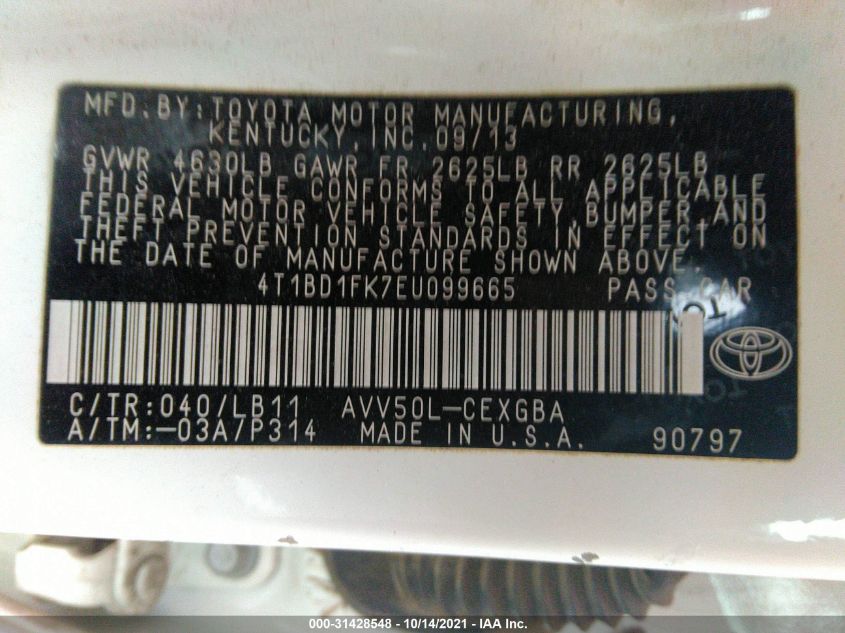 MFD. BY: TOYOTA MOTOR MANUFACTURING,
KENTUCKY, INC. 09/13
GVWR 4630LB GAWR FR 2625LB RR 2625LB
THIS VEHICLE CONFORMS TO ALL APPLICABLE
FEDERAL MOTOR VEHICLE SAFETY, BUMPER, AND
THEFT PREVENTION STANDARDS IN EFFECT ON
THE DATE OF MANUFACTURE SHOWN ABOVE.
4T1BD1FK7EU099665 PASS. CAR
C/TR: 040/LB11 AVV50L-CEXGBA
A/TM: -03A/P314 MADE IN U.S.A. 90797
000-31428548 - 10/14/2021 - IAA Inc.